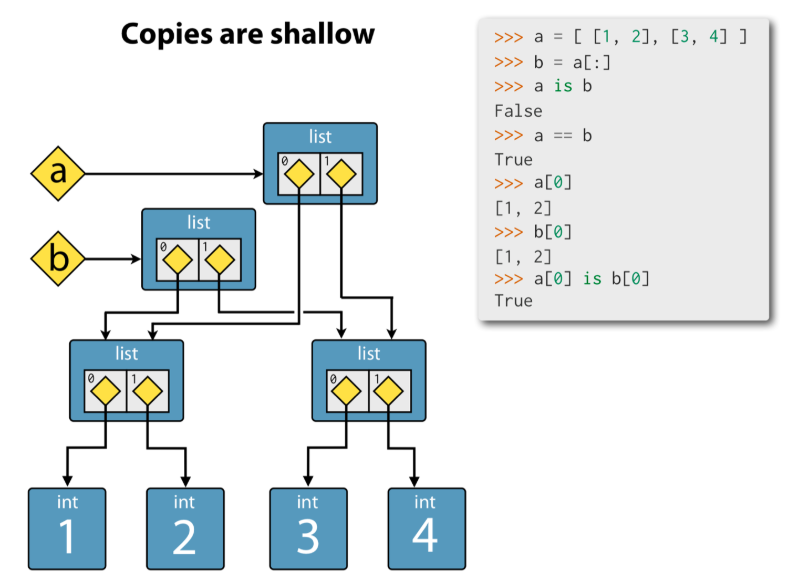 Copies are shallow
>>> a = [ [1, 2], [3, 4] ]
>>> b = a[:]
>>> a is b
False
>>> a == b
True
>>> a[0]
[1, 2]
>>> b[0]
[1, 2]
>>> a[0] is b[0]
True
list
0 1
a
list
0 1
b
list
0 1
list
0 1
int
1
int
2
int
3
int
4